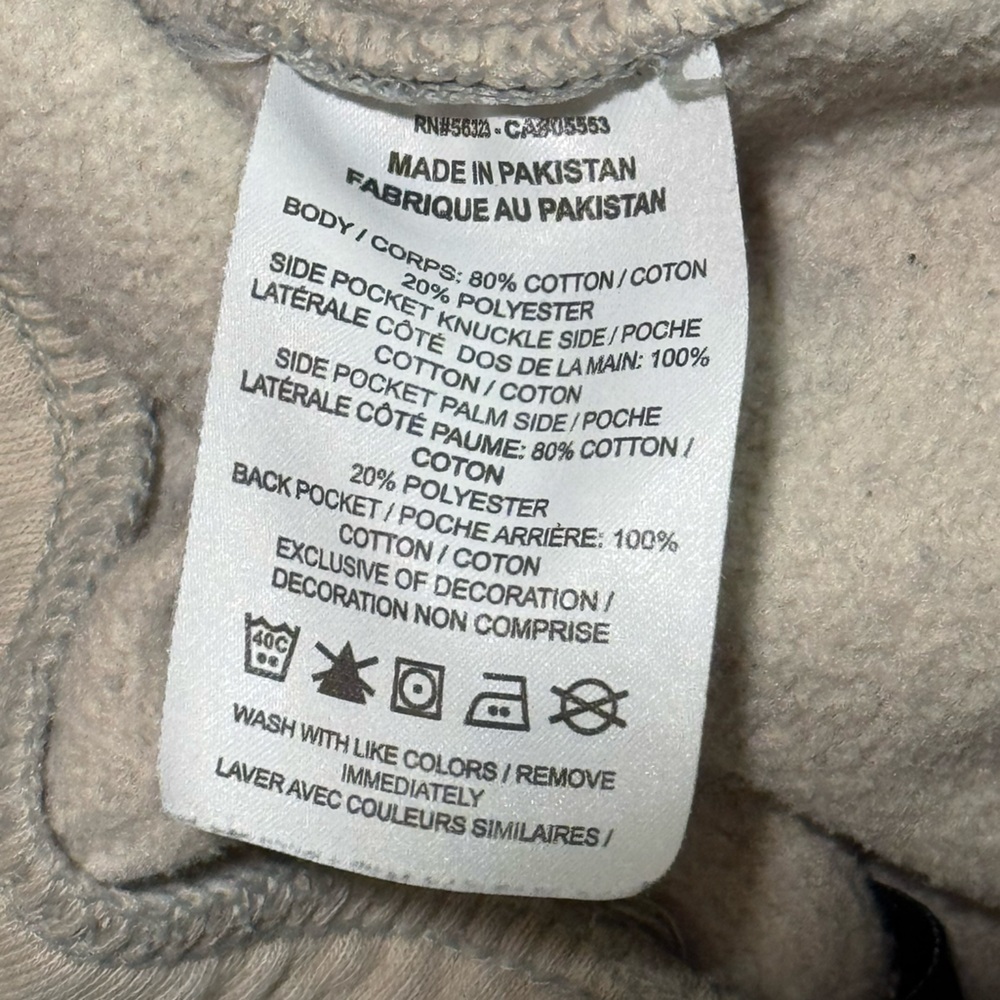 RN#56323 - CA#05553
MADE IN PAKISTAN
FABRIQUE AU PAKISTAN
BODY / CORPS: 80% COTTON / COTON
20% POLYESTER
SIDE POCKET KNUCKLE SIDE / POCHE
LATÉRALE CÔTÉ DOS DE LA MAIN: 100%
COTTON / COTON
SIDE POCKET PALM SIDE / POCHE
LATÉRALE CÔTÉ PAUME: 80% COTTON /
COTON
20% POLYESTER
BACK POCKET / POCHE ARRIÈRE: 100%
COTTON / COTON
EXCLUSIVE OF DECORATION /
DECORATION NON COMPRISE
40C
WASH WITH LIKE COLORS / REMOVE
IMMEDIATELY
LAVER AVEC COULEURS SIMILAIRES /